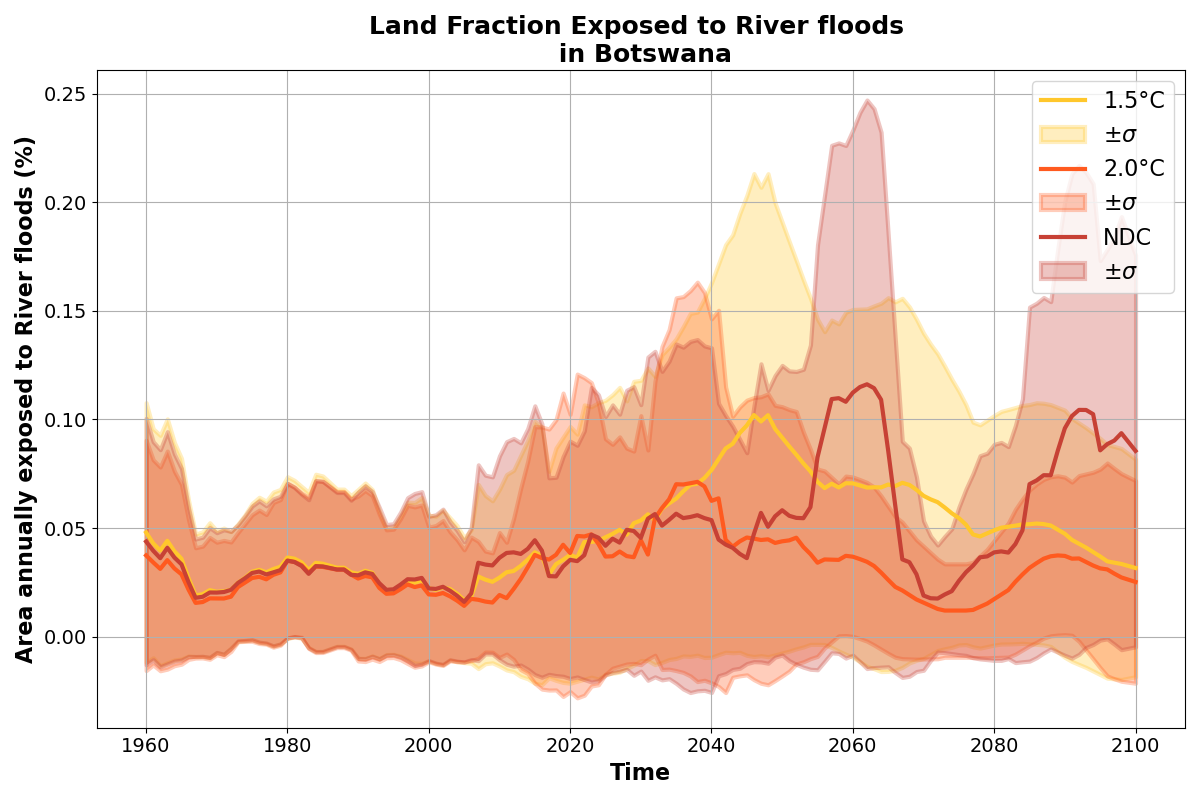 Land Fraction Exposed to River floods
in Botswana
Area annually exposed to River floods (%)
0.25
0.20
0.15
0.10
0.05
0.00
1.5°C
±σ
2.0°C
±σ
NDC
±σ
1960
1980
2000
2020
2040
2060
2080
2100
Time